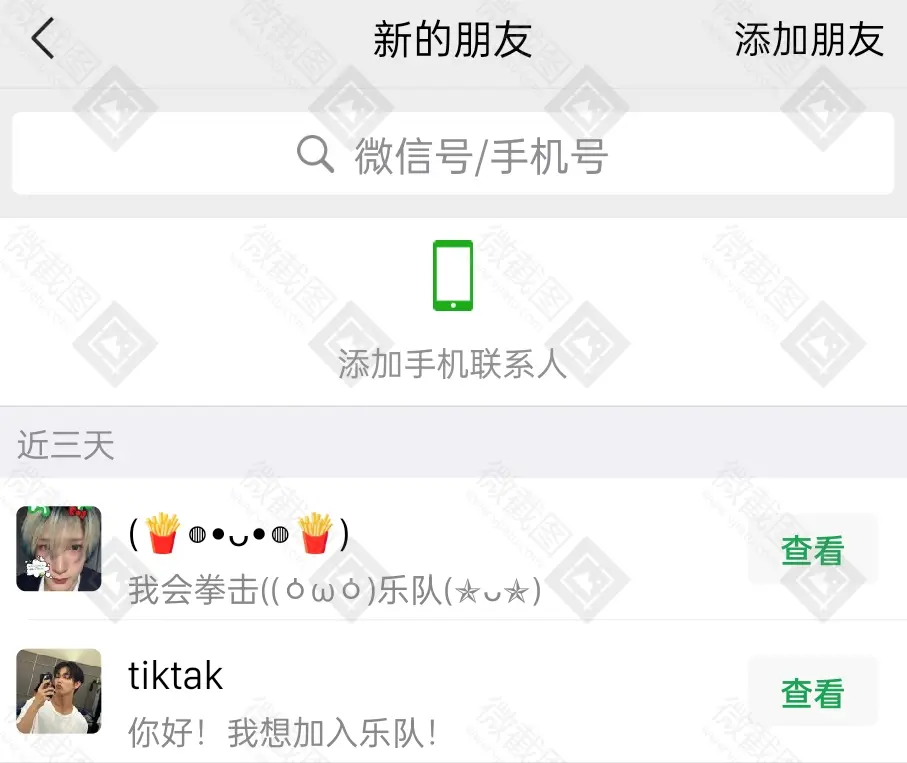 新的朋友
添加朋友
微信号/手机号
添加手机联系人
近三天
(🍟◍•ᴗ•◍🍟)
查看
我会拳击((ŏωŏ)乐队(✯ᴗ✯)
tiktak
查看
你好！我想加入乐队！
微截图